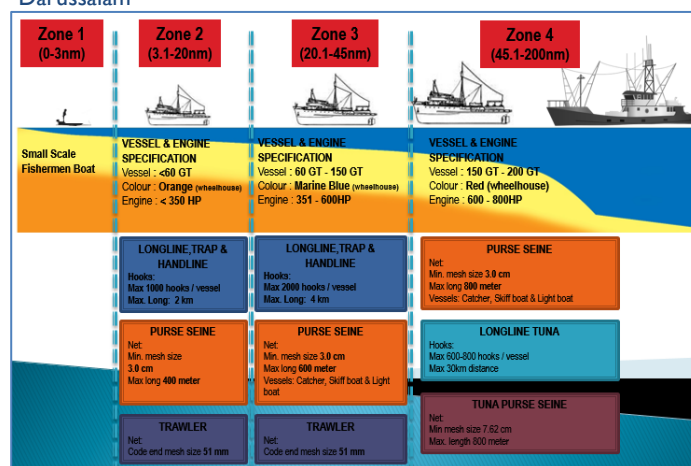 Darussalam
Zone 1
(0-3nm)
Zone 2
(3.1-20nm)
Zone 3
(20.1-45nm)
Zone 4
(45.1-200nm)
Small Scale
Fishermen Boat
VESSEL & ENGINE
SPECIFICATION
Vessel : <60 GT
Colour : Orange (wheelhouse)
Engine : < 350 HP
VESSEL & ENGINE
SPECIFICATION
Vessel : 60 GT - 150 GT
Colour : Marine Blue (wheelhouse)
Engine : 351 - 600HP
VESSEL & ENGINE
SPECIFICATION
Vessel : 150 GT - 200 GT
Colour : Red (wheelhouse)
Engine : 600 - 800HP
LONGLINE,TRAP &
HANDLINE
Hooks:
Max 1000 hooks / vessel
Max. Long: 2 km
LONGLINE,TRAP &
HANDLINE
Hooks:
Max 2000 hooks / vessel
Max. Long: 4 km
PURSE SEINE
Net:
Min. mesh size 3.0 cm
Max long 800 meter
Vessels: Catcher, Skiff boat & Light boat
PURSE SEINE
Net:
Min. mesh size
3.0 cm
Max long 400 meter
PURSE SEINE
Net:
Min. mesh size 3.0 cm
Max long 600 meter
Vessels: Catcher, Skiff boat & Light
boat
LONGLINE TUNA
Hooks:
Max 600-800 hooks / vessel
Max 30km distance
TRAWLER
Net:
Code end mesh size 51 mm
TRAWLER
Net:
Code end mesh size 51 mm
TUNA PURSE SEINE
Net:
Min mesh size 7.62 cm
Max. length 800 meter